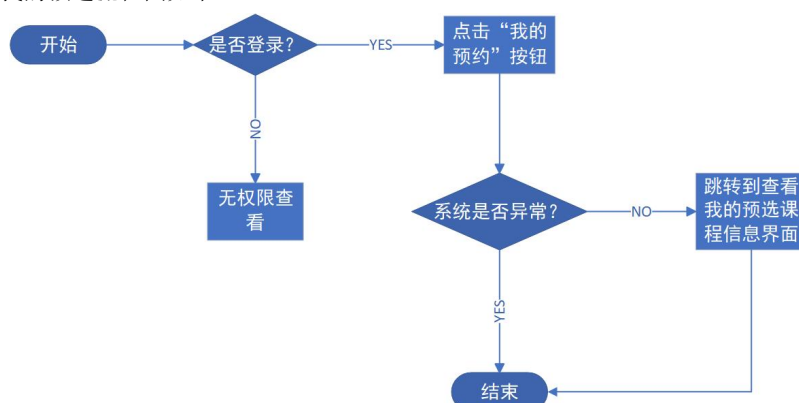 开始
是否登录？
YES
点击“我的
预约”按钮
NO
无权限查
看
系统是否异常？
NO
跳转到查看
我的预选课
程信息界面
YES
结束